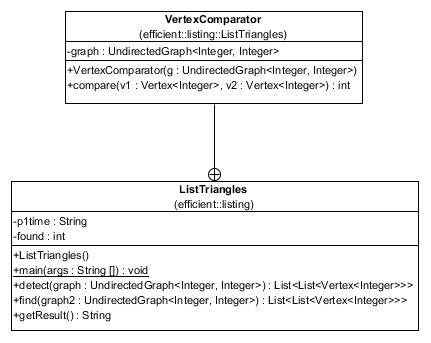 VertexComparator
(efficient::listing::ListTriangles)
-graph : UndirectedGraph<Integer, Integer>
+VertexComparator(g : UndirectedGraph<Integer, Integer>)
+compare(v1 : Vertex<Integer>, v2 : Vertex<Integer>) : int
ListTriangles
(efficient::listing)
-p1time : String
-found : int
+ListTriangles()
+main(args : String []) : void
+detect(graph : UndirectedGraph<Integer, Integer>) : List<List<Vertex<Integer>>>
+find(graph2 : UndirectedGraph<Integer, Integer>) : List<List<Vertex<Integer>>>
+getResult() : String